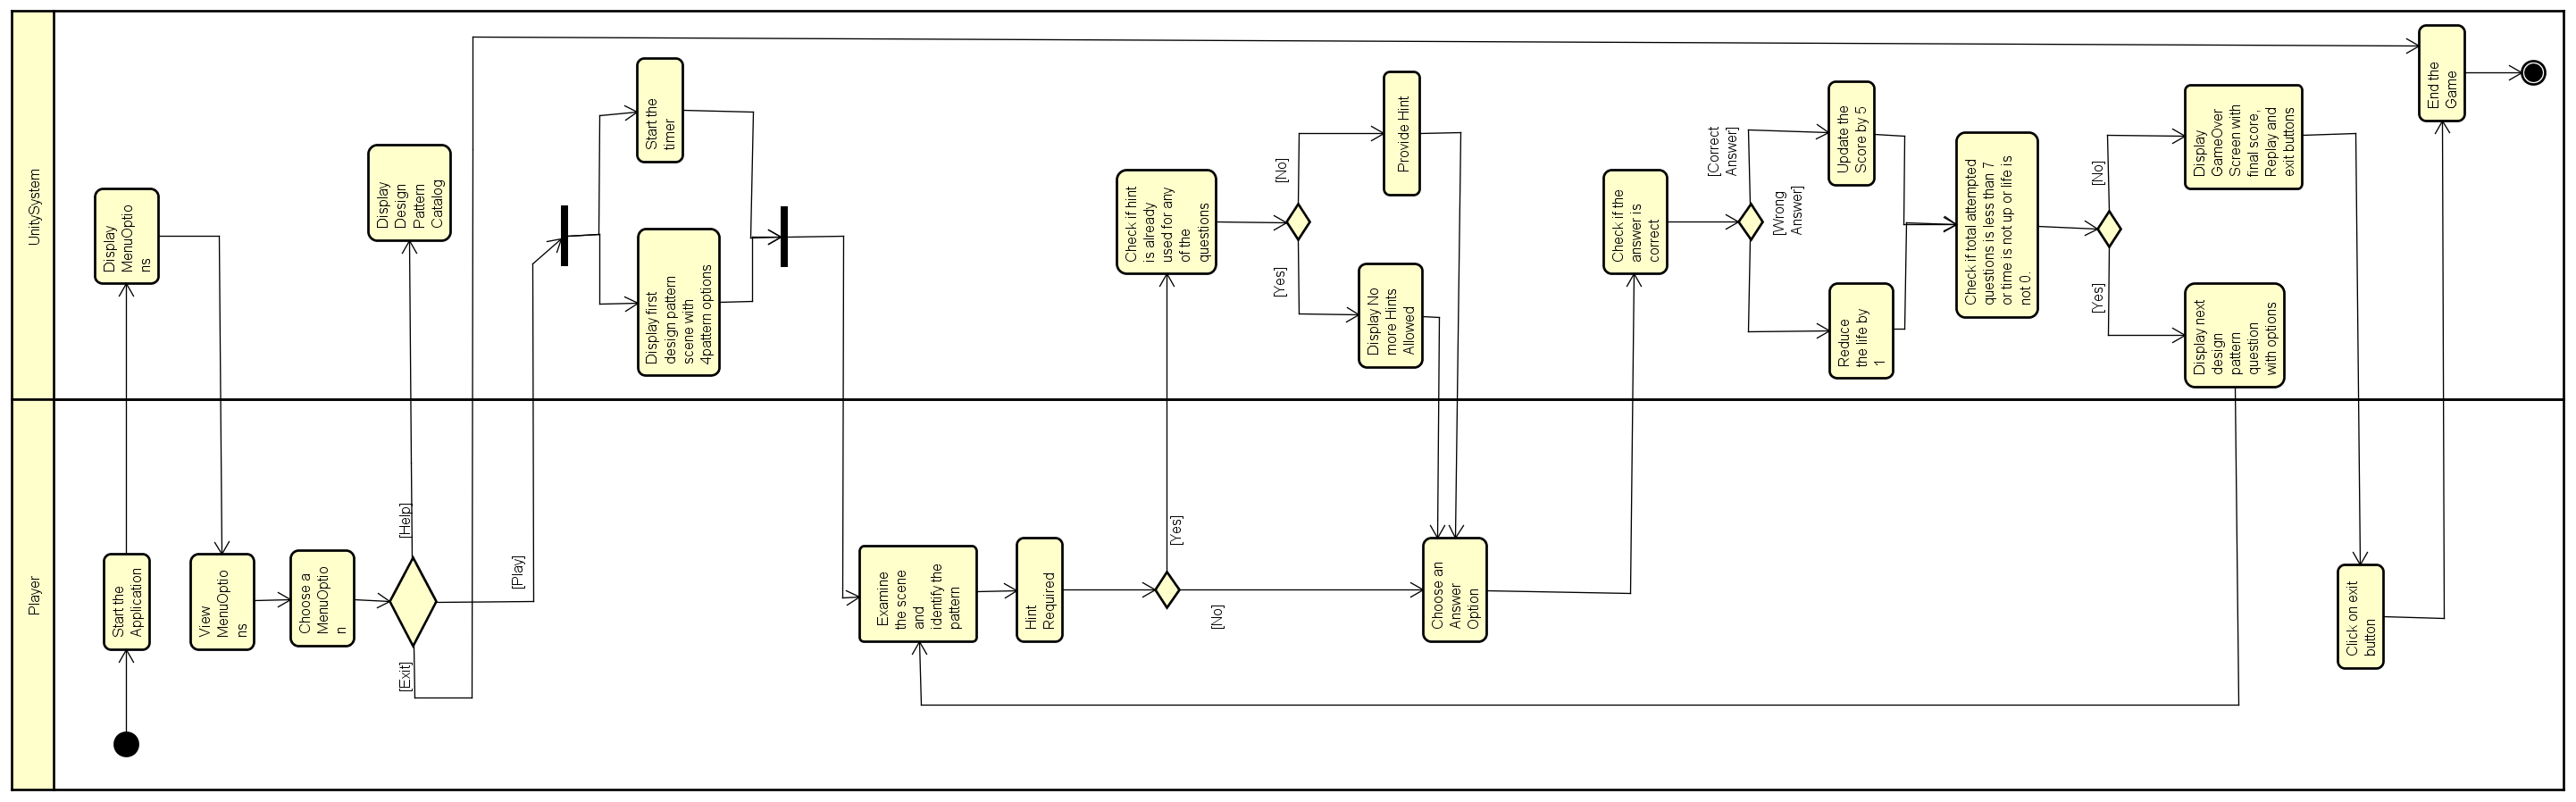 UnitySystem
Player
Start the
Application
Display
MenuOptio
ns
View
MenuOptio
ns
Choose a
MenuOptio
n
[Help]
[Exit]
[Play]
Display
Design
Pattern
Catalog
Start the
timer
Display first
design pattern
scene with
4pattern options
Examine
the scene
and
identify the
pattern
Hint
Required
[Yes]
[No]
Check if hint
is already
used for any
of the
questions
[No]
[Yes]
Provide Hint
Display No
more Hints
Allowed
Choose an
Answer
Option
Check if the
answer is
correct
[Correct
Answer]
[Wrong
Answer]
Update the
Score by 5
Reduce
the life by
1
Check if total attempted
questions is less than 7
or time is not up or life is
not 0.
[No]
[Yes]
Display
GameOver
Screen with
final score,
Replay and
exit buttons
Display next
design
pattern
question
with options
Click on exit
button
End the
Game